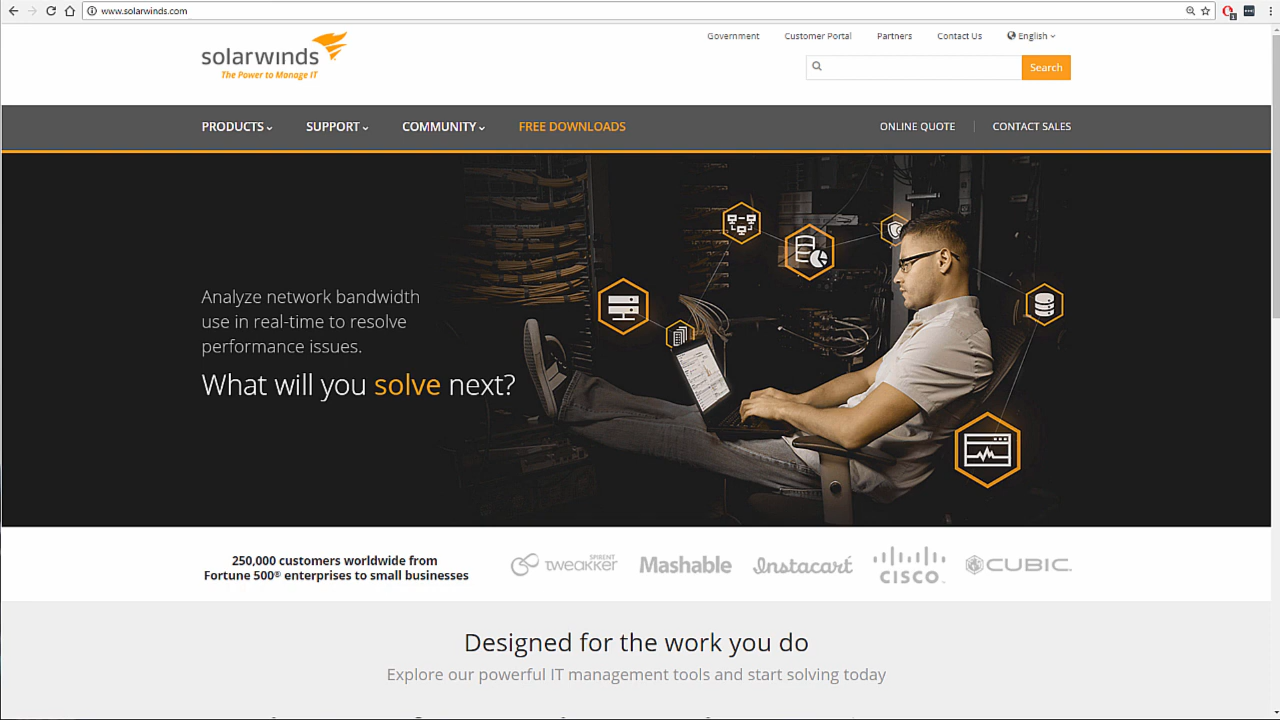 www.solarwinds.com
1
Government
Customer Portal
Partners
Contact Us
English
solarwinds
The Power to Manage IT
Search
PRODUCTS
SUPPORT
COMMUNITY
FREE DOWNLOADS
ONLINE QUOTE
CONTACT SALES
Analyze network bandwidth
use in real-time to resolve
performance issues.
What will you solve next?
250,000 customers worldwide from
Fortune 500® enterprises to small businesses
SPIRENT
tweakker
Mashable
Instacart
CISCO
CUBIC
Designed for the work you do
Explore our powerful IT management tools and start solving today